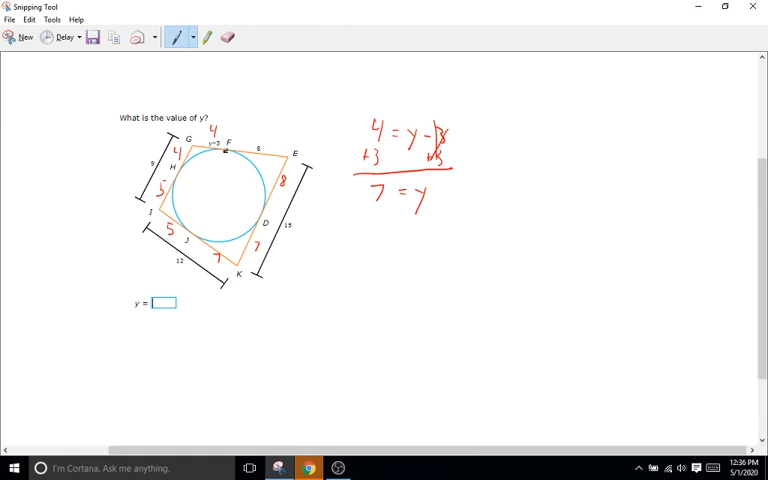 Snipping Tool
File Edit Tools Help
New Delay
What is the value of y?
4
G y−3 F 8 E
4
9
H
5
8
I
5
D
15
J
7
7
12
K
4 = y − 3
+3 +3
7 = y
y =
I'm Cortana. Ask me anything.
12:36 PM
5/1/2020